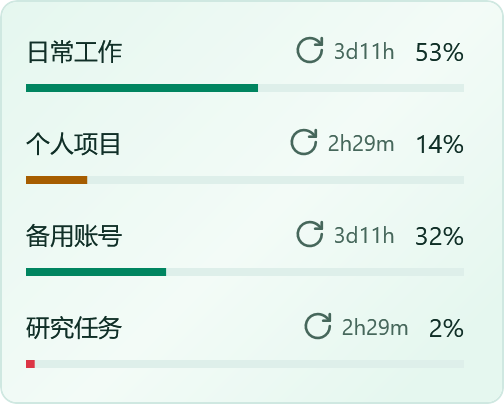 日常工作 3d11h 53%
个人项目 2h29m 14%
备用账号 3d11h 32%
研究任务 2h29m 2%